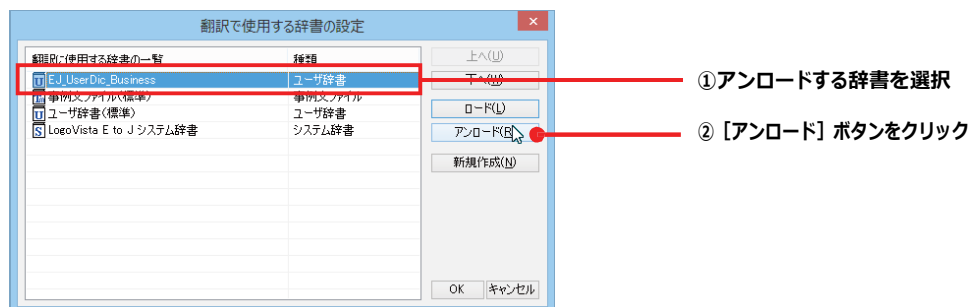 翻訳で使用する辞書の設定
翻訳に使用する辞書の一覧 種類
EJ_UserDic_Business ユーザ辞書
事例文ファイル(標準) 事例文ファイル
ユーザ辞書(標準) ユーザ辞書
LogoVista E to J システム辞書 システム辞書
上へ(U)
下へ(W)
ロード(L)
アンロード(R)
新規作成(N)
OK キャンセル
①アンロードする辞書を選択
②［アンロード］ボタンをクリック